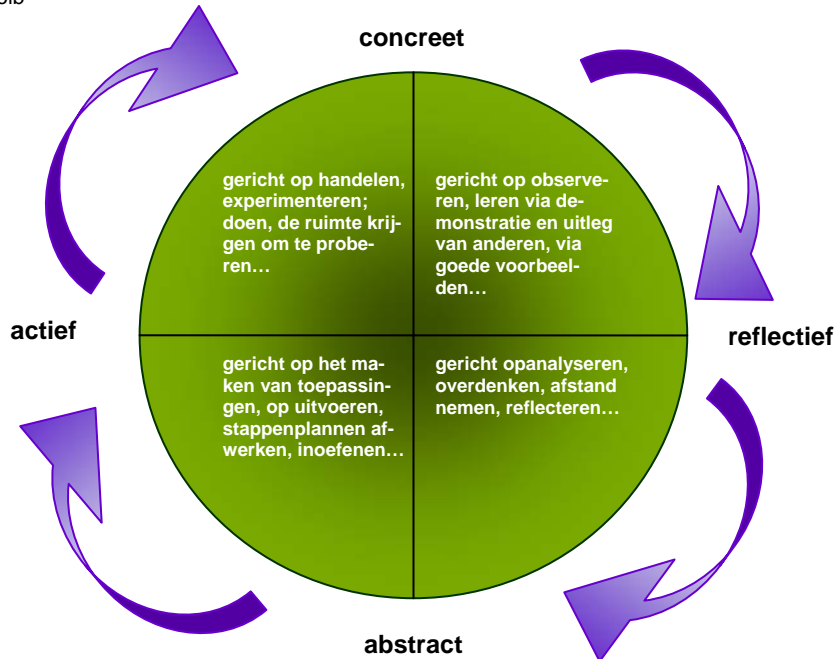 concreet
gericht op handelen,
experimenteren;
doen, de ruimte krij-
gen om te probe-
ren…
gericht op observe-
ren, leren via de-
monstratie en uitleg
van anderen, via
goede voorbeel-
den…
actief
reflectief
gericht op het ma-
ken van toepassin-
gen, op uitvoeren,
stappenplannen af-
werken, inoefenen…
gericht opanalyseren,
overdenken, afstand
nemen, reflecteren…
abstract